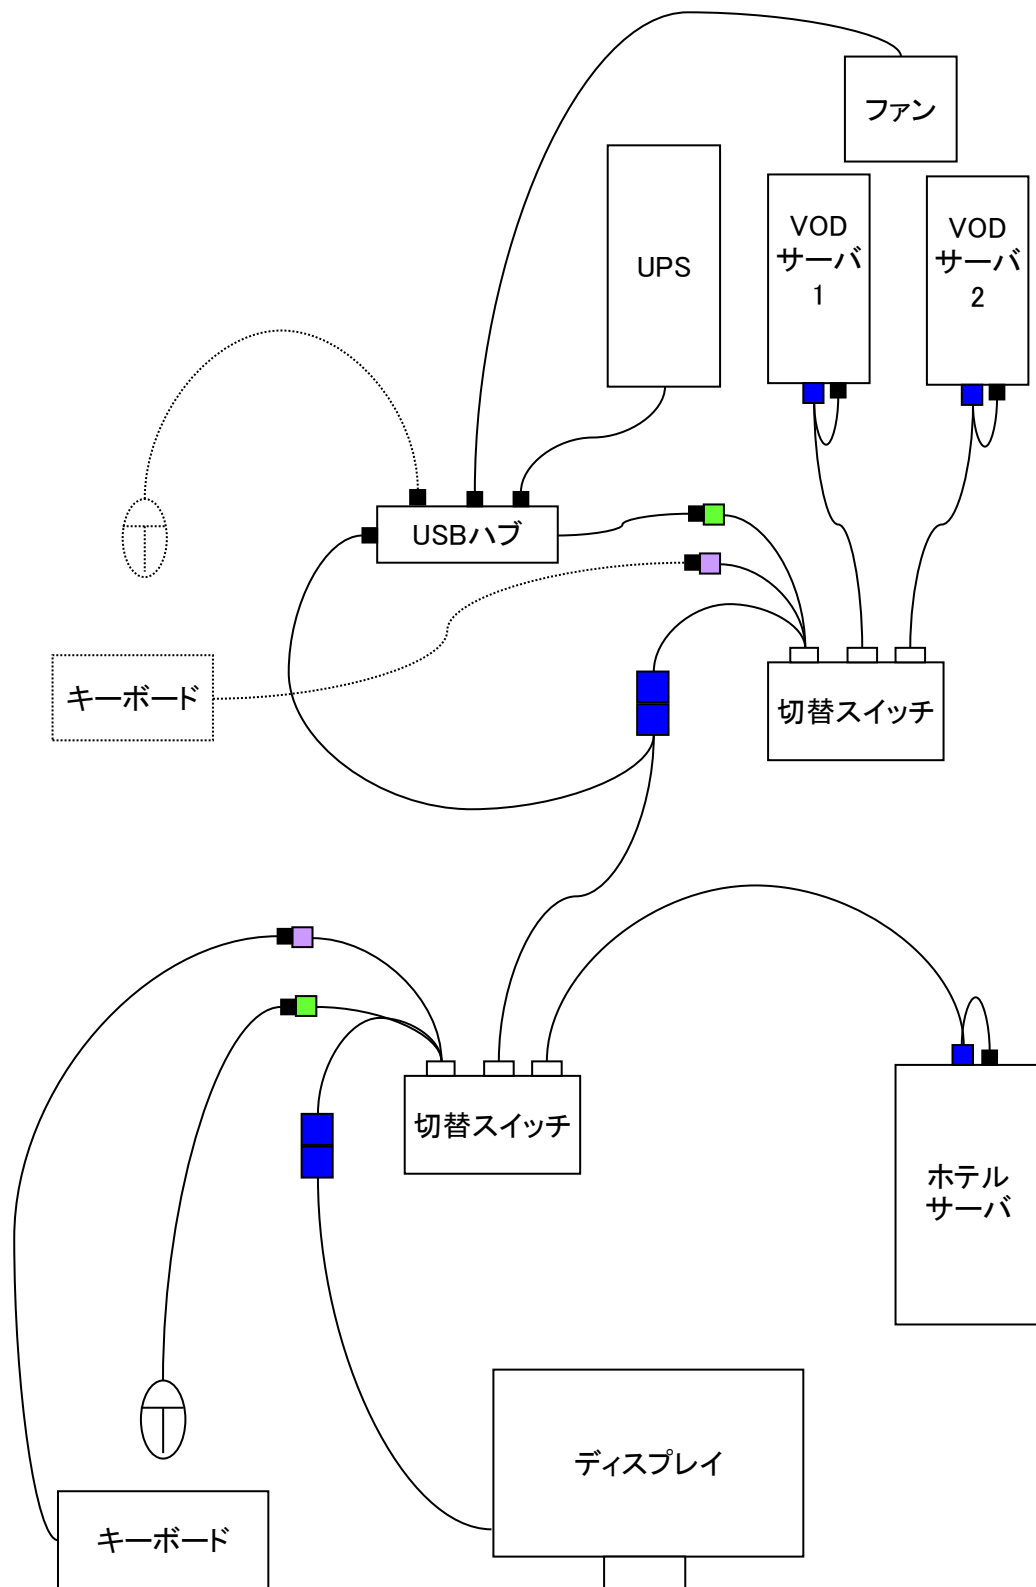 ファン
UPS
VOD
サーバ
1
VOD
サーバ
2
USBハブ
キーボード
切替スイッチ
切替スイッチ
ホテル
サーバ
ディスプレイ
キーボード